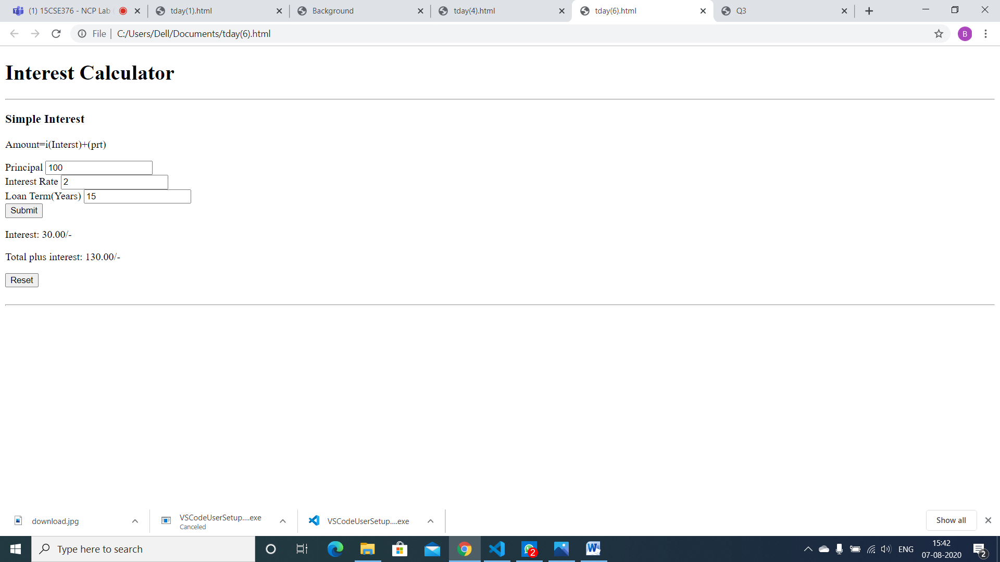 (1) 15CSE376 - NCP Lab
tday(1).html
Background
tday(4).html
tday(6).html
Q3
File | C:/Users/Dell/Documents/tday(6).html
B
Interest Calculator
Simple Interest
Amount=i(Interst)+(prt)
Principal 100
Interest Rate 2
Loan Term(Years) 15
Submit
Interest: 30.00/-
Total plus interest: 130.00/-
Reset
download.jpg
VSCodeUserSetup....exe
Canceled
VSCodeUserSetup....exe
Show all
Type here to search
2
ENG
15:42
07-08-2020
2